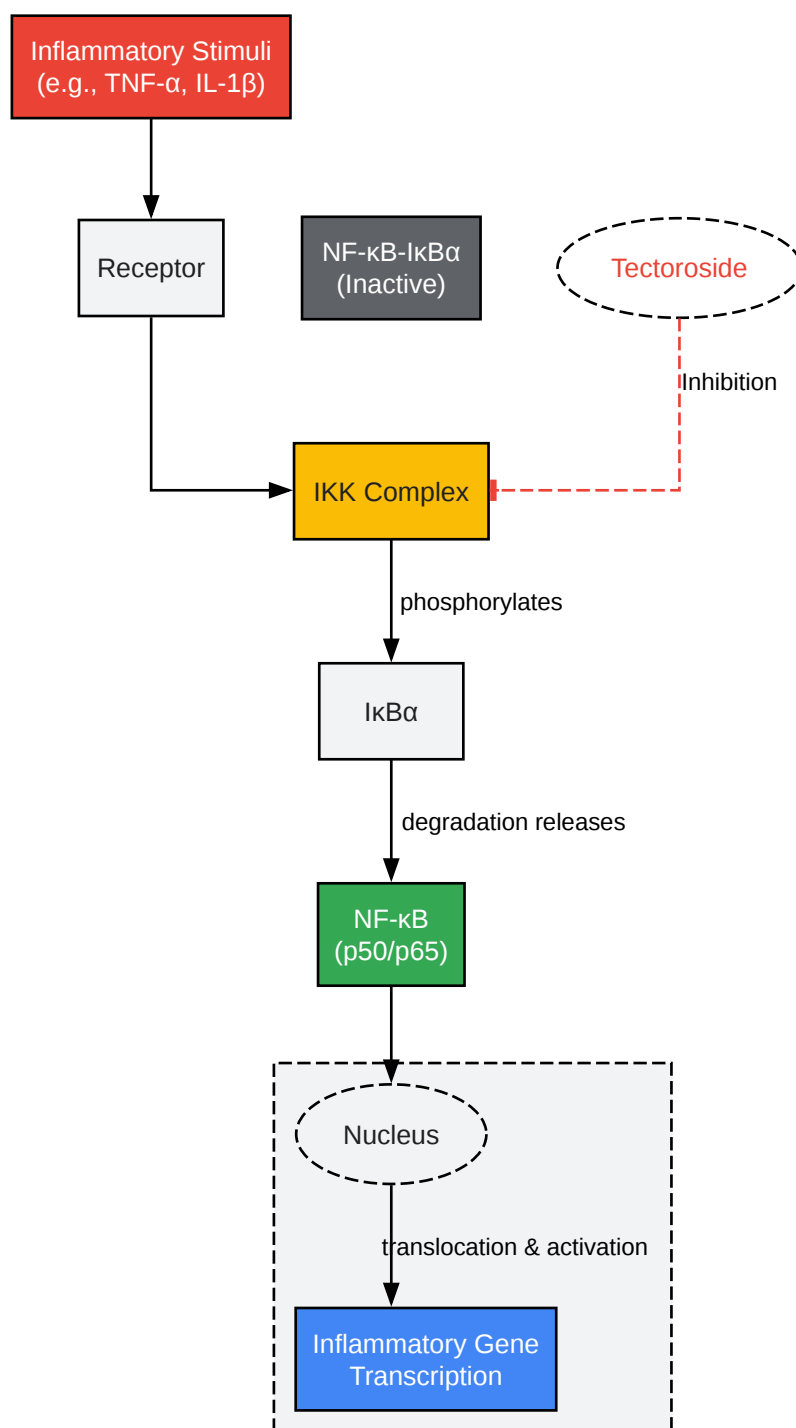 Inflammatory Stimuli
(e.g., TNF-α, IL-1β)
Receptor
NF-κB-IκBα
(Inactive)
Tectoroside
Inhibition
IKK Complex
phosphorylates
IκBα
degradation releases
NF-κB
(p50/p65)
Nucleus
translocation & activation
Inflammatory Gene
Transcription